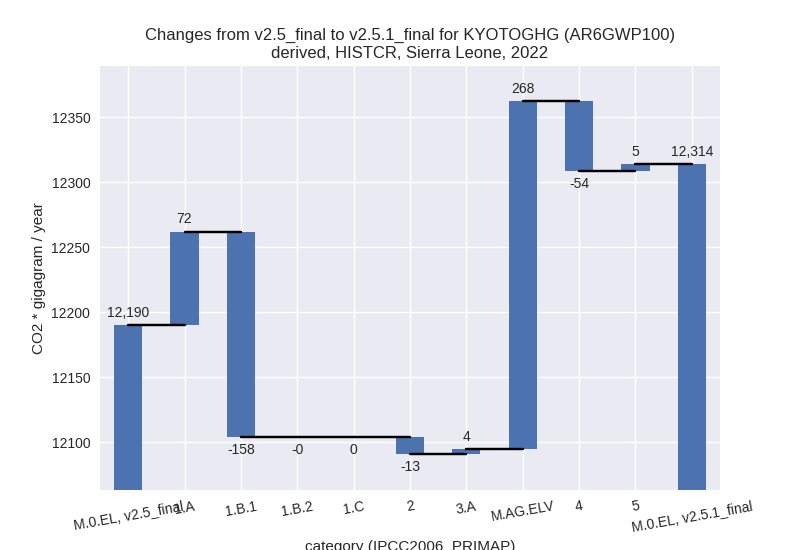 Changes from v2.5_final to v2.5.1_final for KYOTOGHG (AR6GWP100)
derived, HISTCR, Sierra Leone, 2022
CO2 * gigagram / year
12350
12300
12250
12200
12150
12100
12,190
72
-158
-0
0
-13
4
268
-54
5
12,314
M.0.EL, v2.5_final
1.A
1.B.1
1.B.2
1.C
2
3.A
M.AG.ELV
4
5
M.0.EL, v2.5.1_final
category (IPCC2006_PRIMAP)